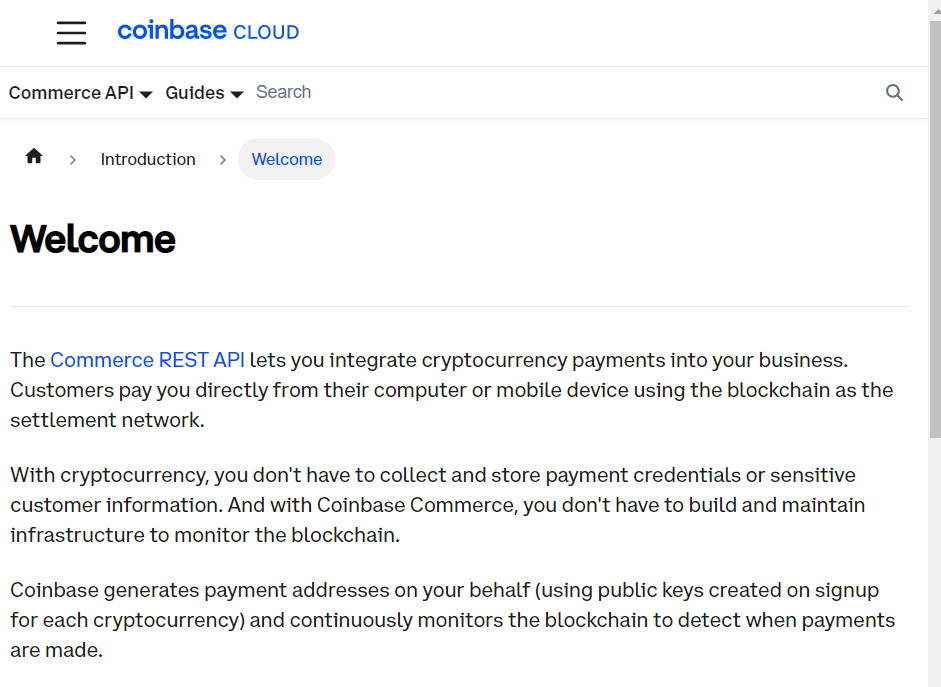 coinbase CLOUD
Commerce API Guides Search
Introduction Welcome
Welcome
The Commerce REST API lets you integrate cryptocurrency payments into your business.
Customers pay you directly from their computer or mobile device using the blockchain as the
settlement network.
With cryptocurrency, you don't have to collect and store payment credentials or sensitive
customer information. And with Coinbase Commerce, you don't have to build and maintain
infrastructure to monitor the blockchain.
Coinbase generates payment addresses on your behalf (using public keys created on signup
for each cryptocurrency) and continuously monitors the blockchain to detect when payments
are made.